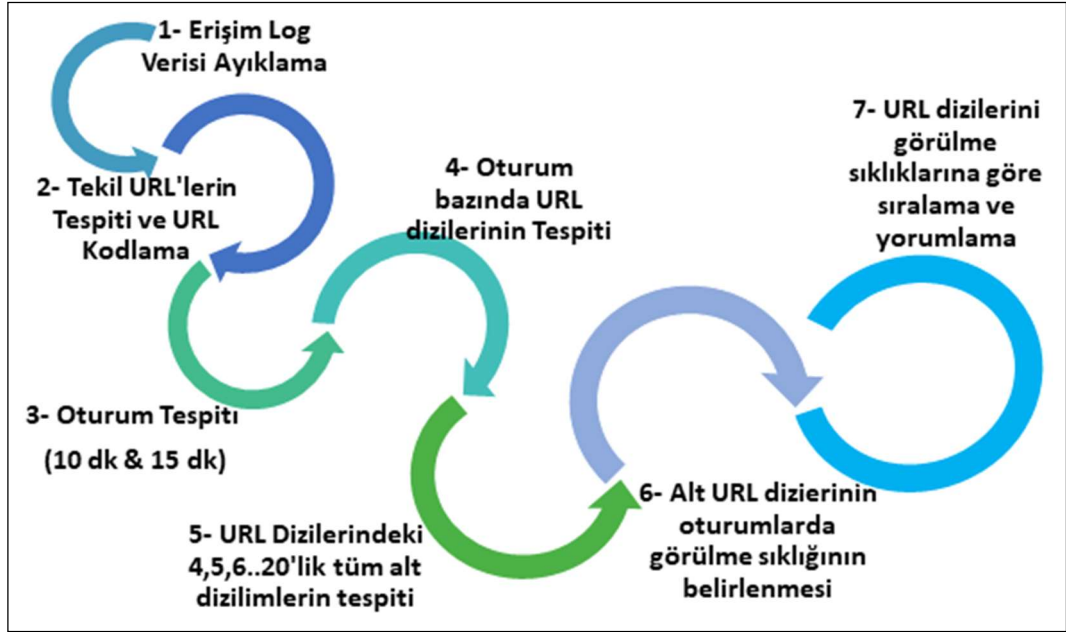 1- Erişim Log
Verisi Ayıklama
2- Tekil URL'lerin
Tespiti ve URL
Kodlama
3- Oturum Tespiti
(10 dk & 15 dk)
4- Oturum
bazında URL
dizilerinin Tespiti
5- URL Dizilerindeki
4,5,6..20'lik tüm alt
dizilimlerin tespiti
6- Alt URL dizierinin
oturumlarda
görülme sıklığının
belirlenmesi
7- URL dizilerini
görülme
sıklıklarına göre
sıralama ve
yorumlama